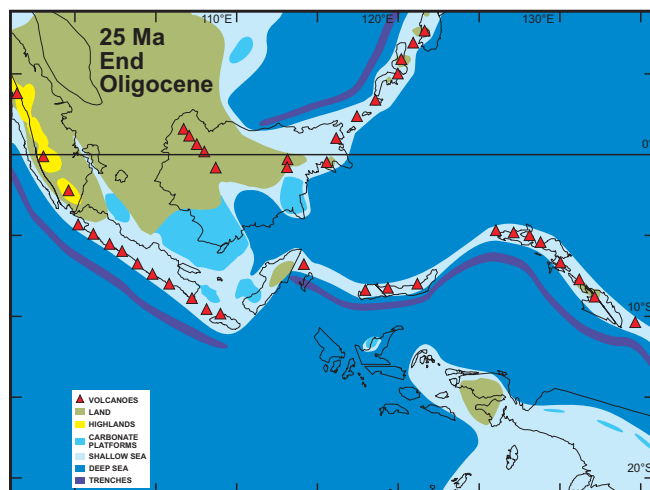 110°E
120°E
130°E
25 Ma
End
Oligocene
0°
10°S
20°S
VOLCANOES
LAND
HIGHLANDS
CARBONATE
PLATFORMS
SHALLOW SEA
DEEP SEA
TRENCHES